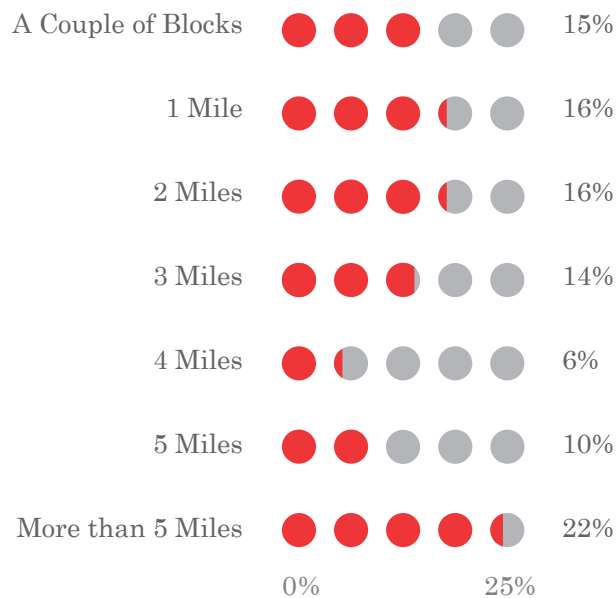 A Couple of Blocks 15%
1 Mile 16%
2 Miles 16%
3 Miles 14%
4 Miles 6%
5 Miles 10%
More than 5 Miles 22%
0% 25%